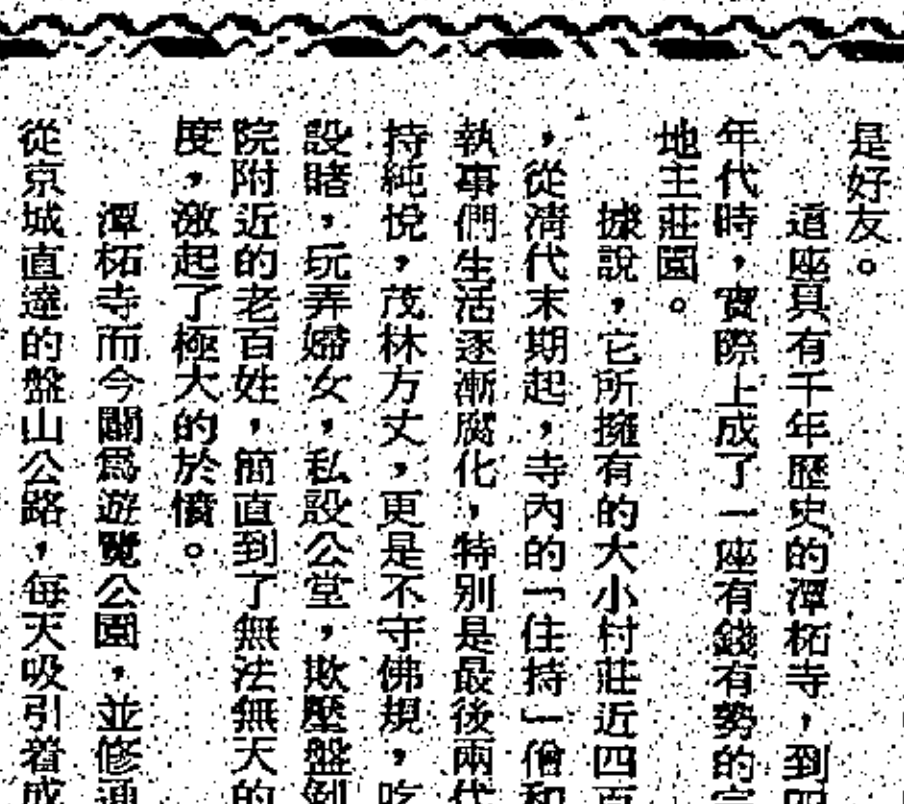 是好友。
這座具有千年歷史的潭柘寺，到四
年代時，實際上成了一座有錢有勢的
地主莊園。
據說，它所擁有的大小村莊近四百
，從清代末期起，寺內的「住持」僧和
執事們生活逐漸腐化，特別是最後兩代
持純悅，茂林方丈，更是不守佛規，吃
設賭，玩弄婦女，私設公堂，欺壓盤剝
院附近的老百姓，簡直到了無法無天的
度，激起了極大的於憤。
潭柘寺而今闢爲遊覽公園，並修通
從京城直達的盤山公路，每天吸引着成